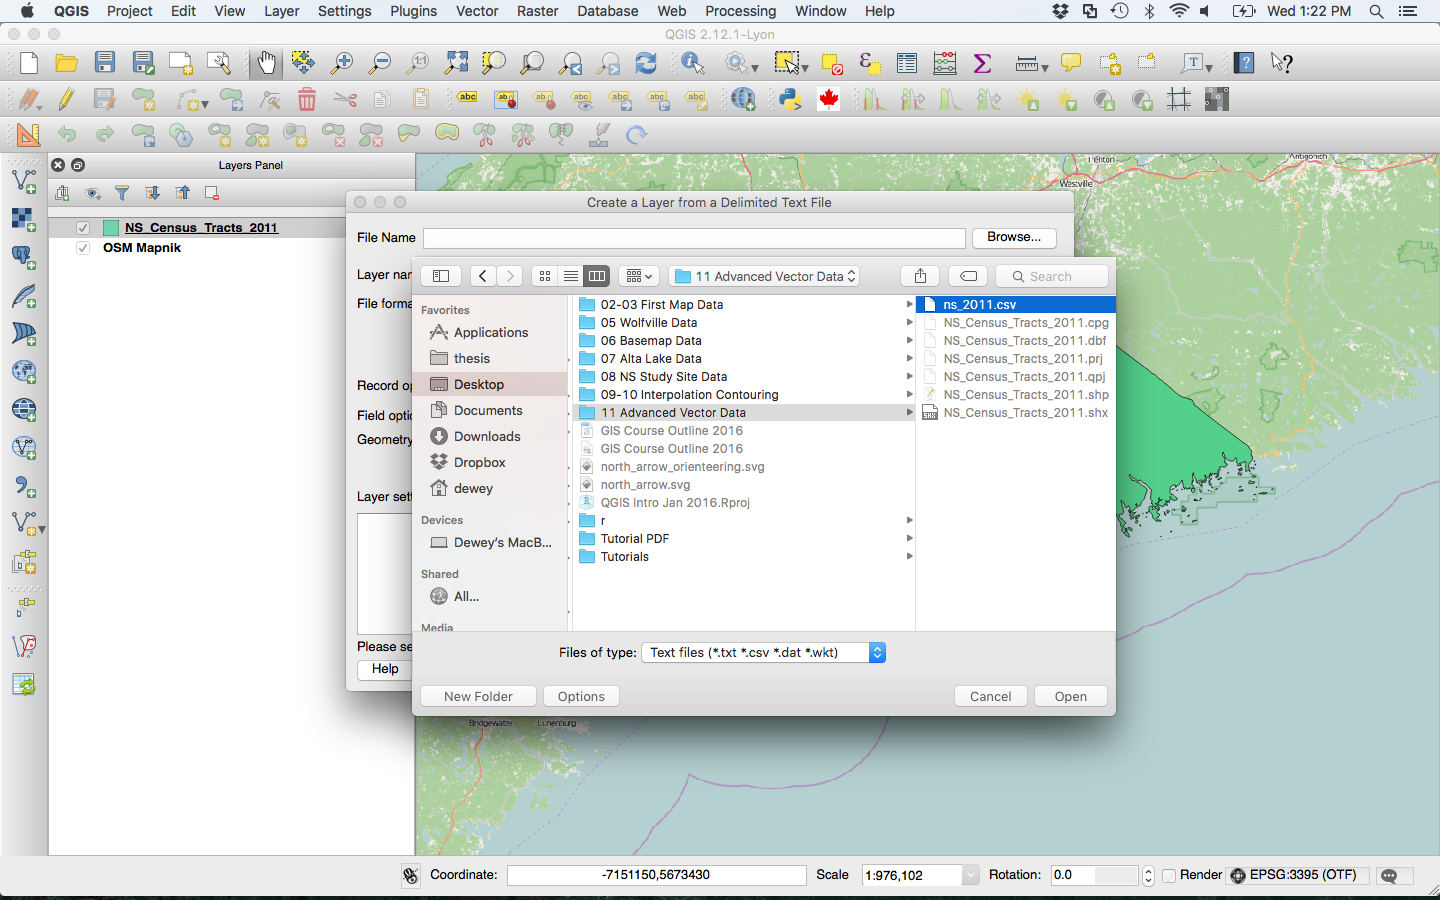 QGIS Project Edit View Layer Settings Plugins Vector Raster Database Web Processing Window Help Wed 1:22 PM
QGIS 2.12.1-Lyon
Layers Panel
NS_Census_Tracts_2011
OSM Mapnik
Trenton
Antigonish
Westville
Create a Layer from a Delimited Text File
File Name
Browse...
Layer nam
File forma
Record op
Field optic
Geometry
Layer sett
Please se
Help
11 Advanced Vector Data
Search
Favorites
Applications
thesis
Desktop
Documents
Downloads
Dropbox
dewey
Devices
Dewey's MacB...
Shared
All...
Media
02-03 First Map Data
05 Wolfville Data
06 Basemap Data
07 Alta Lake Data
08 NS Study Site Data
09-10 Interpolation Contouring
11 Advanced Vector Data
GIS Course Outline 2016
GIS Course Outline 2016
north_arrow_orienteering.svg
north_arrow.svg
QGIS Intro Jan 2016.Rproj
r
Tutorial PDF
Tutorials
ns_2011.csv
NS_Census_Tracts_2011.cpg
NS_Census_Tracts_2011.dbf
NS_Census_Tracts_2011.prj
NS_Census_Tracts_2011.qpj
NS_Census_Tracts_2011.shp
NS_Census_Tracts_2011.shx
Files of type: Text files (*.txt *.csv *.dat *.wkt)
New Folder Options Cancel Open
Bridgewater Lunenburg
Coordinate: -7151150,5673430 Scale 1:976,102 Rotation: 0.0 Render EPSG:3395 (OTF)